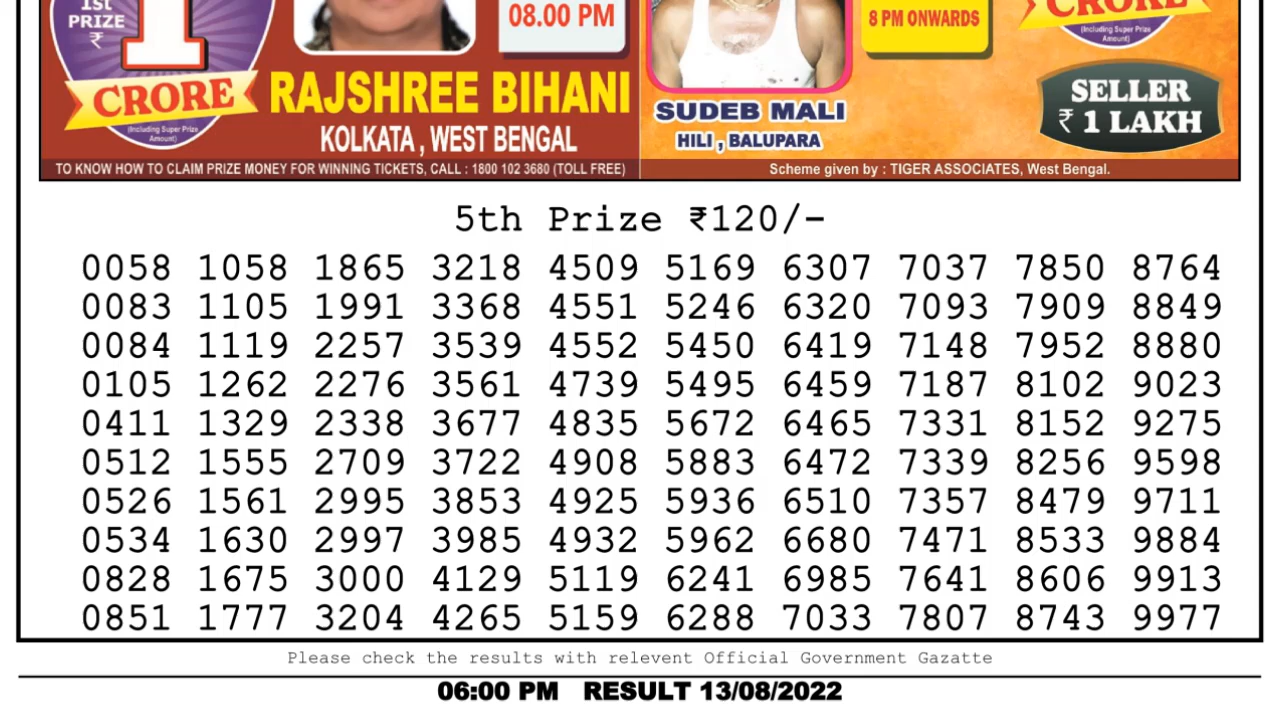 1st
PRIZE
₹
1
CRORE
(Including Super Prize
Amount)
08.00 PM
RAJSHREE BIHANI
KOLKATA , WEST BENGAL
TO KNOW HOW TO CLAIM PRIZE MONEY FOR WINNING TICKETS, CALL : 1800 102 3680 (TOLL FREE)
8 PM ONWARDS
CRORE
(Including Super Prize
Amount)
SUDEB MALI
HILI , BALUPARA
SELLER
₹ 1 LAKH
Scheme given by : TIGER ASSOCIATES, West Bengal.
5th Prize ₹120/-
0058 1058 1865 3218 4509 5169 6307 7037 7850 8764
0083 1105 1991 3368 4551 5246 6320 7093 7909 8849
0084 1119 2257 3539 4552 5450 6419 7148 7952 8880
0105 1262 2276 3561 4739 5495 6459 7187 8102 9023
0411 1329 2338 3677 4835 5672 6465 7331 8152 9275
0512 1555 2709 3722 4908 5883 6472 7339 8256 9598
0526 1561 2995 3853 4925 5936 6510 7357 8479 9711
0534 1630 2997 3985 4932 5962 6680 7471 8533 9884
0828 1675 3000 4129 5119 6241 6985 7641 8606 9913
0851 1777 3204 4265 5159 6288 7033 7807 8743 9977
Please check the results with relevent Official Government Gazatte
06:00 PM RESULT 13/08/2022